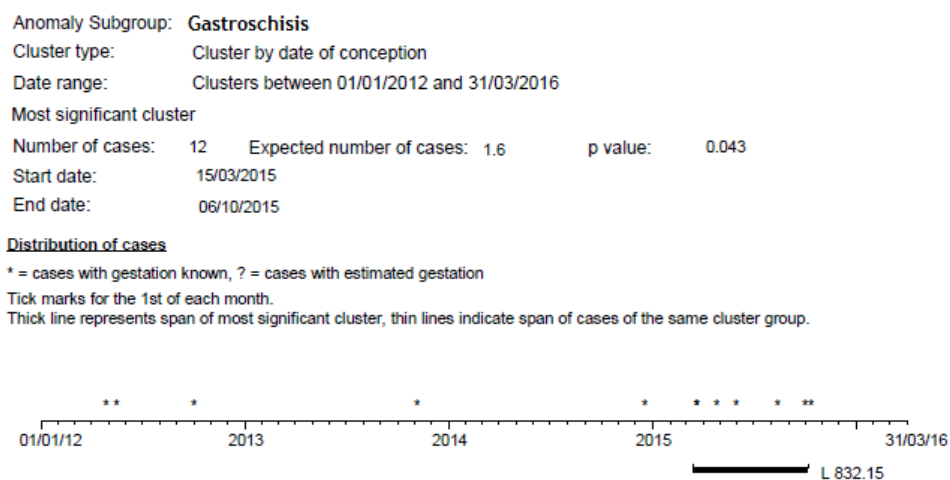 Anomaly Subgroup: Gastroschisis
Cluster type: Cluster by date of conception
Date range: Clusters between 01/01/2012 and 31/03/2016
Most significant cluster
Number of cases: 12 Expected number of cases: 1.6 p value: 0.043
Start date: 15/03/2015
End date: 06/10/2015
Distribution of cases
* = cases with gestation known, ? = cases with estimated gestation
Tick marks for the 1st of each month.
Thick line represents span of most significant cluster, thin lines indicate span of cases of the same cluster group.
* * * * * * * * * * *
01/01/12 2013 2014 2015 31/03/16
L 832.15